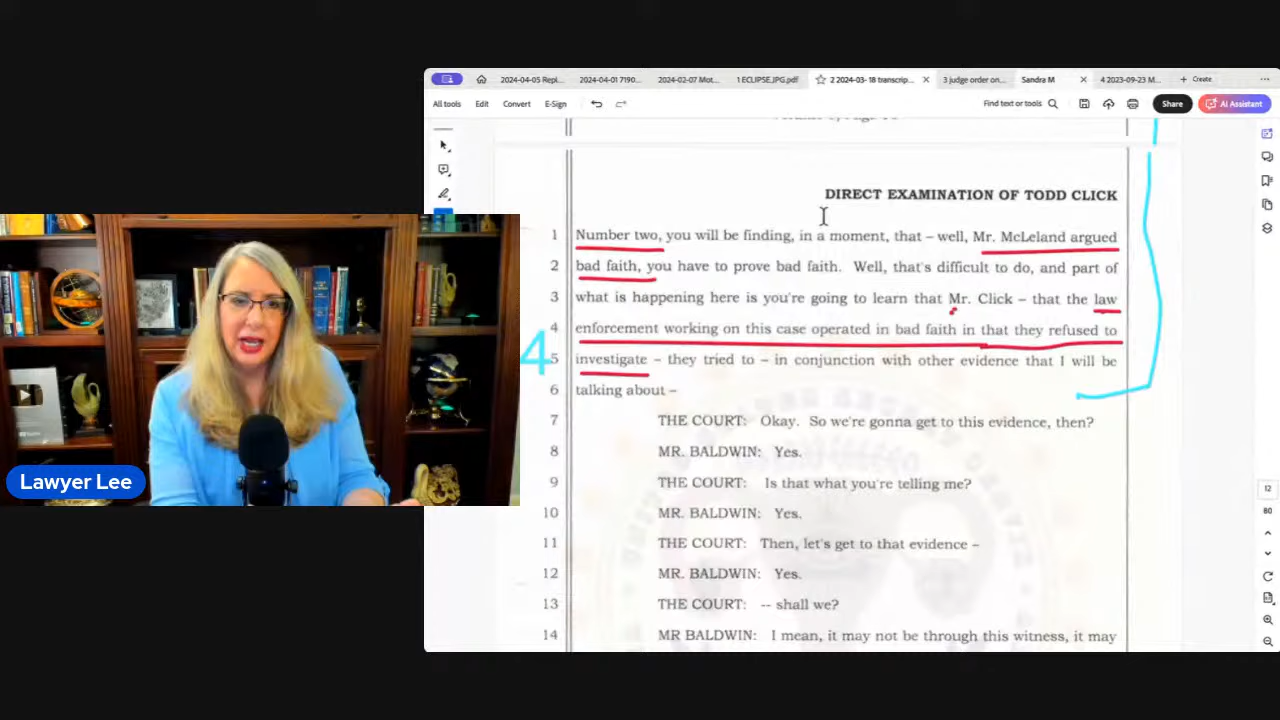 2024-04-05 Repl... 2024-04-01 7190... 2024-02-07 Mot... 1 ECLIPSE.JPG.pdf 2 2024-03- 18 transcrip... 3 judge order on... Sandra M 4 2023-09-23 M... + Create
All tools Edit Convert E-Sign Find text or tools Share AI Assistant
DIRECT EXAMINATION OF TODD CLICK
1 Number two, you will be finding, in a moment, that – well, Mr. McLeland argued
2 bad faith, you have to prove bad faith. Well, that's difficult to do, and part of
3 what is happening here is you're going to learn that Mr. Click – that the law
4 enforcement working on this case operated in bad faith in that they refused to
4
5 investigate – they tried to – in conjunction with other evidence that I will be
6 talking about –
7 THE COURT: Okay. So we're gonna get to this evidence, then?
8 MR. BALDWIN: Yes.
9 THE COURT: Is that what you're telling me?
10 MR. BALDWIN: Yes.
11 THE COURT: Then, let's get to that evidence –
12 MR. BALDWIN: Yes.
13 THE COURT: -- shall we?
14 MR BALDWIN: I mean, it may not be through this witness, it may
Lawyer Lee
12
80